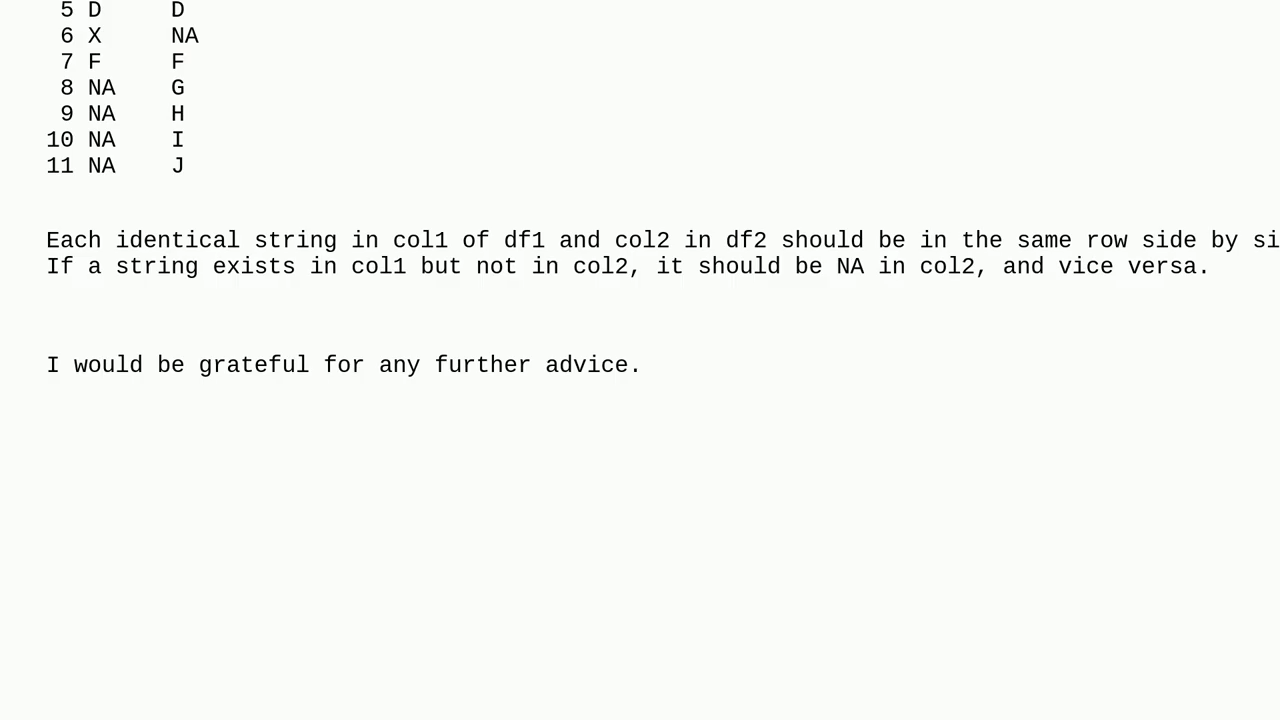 5 D     D
6 X     NA
7 F     F
8 NA    G
9 NA    H
10 NA    I
11 NA    J
Each identical string in col1 of df1 and col2 in df2 should be in the same row side by
If a string exists in col1 but not in col2, it should be NA in col2, and vice versa.
I would be grateful for any further advice.